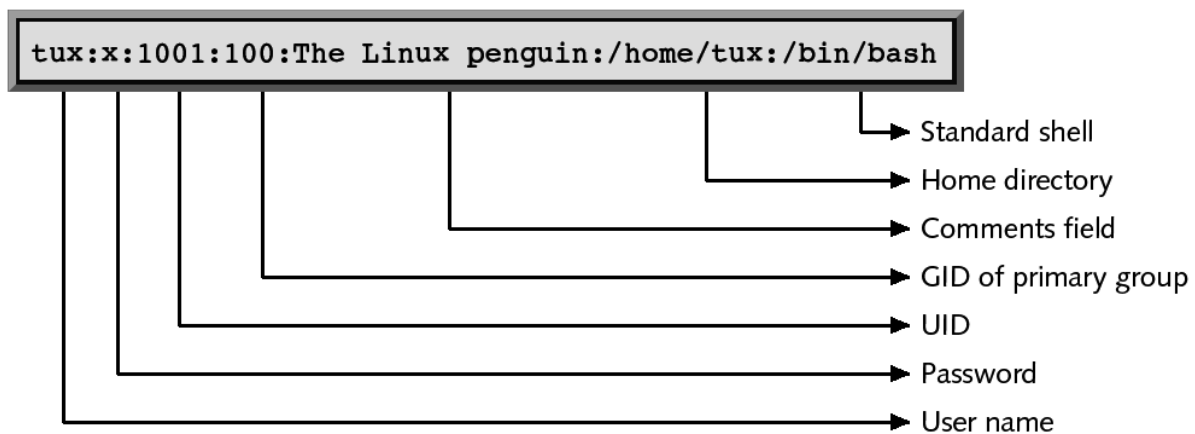 tux:x:1001:100:The Linux penguin:/home/tux:/bin/bash
Standard shell
Home directory
Comments field
GID of primary group
UID
Password
User name